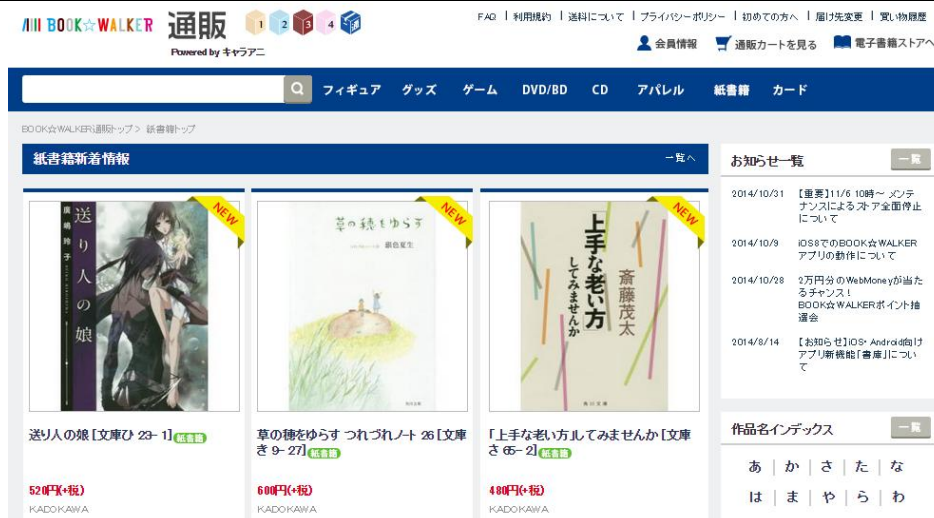 BOOK☆WALKER 通販 1 2 3 4
Powered by キャラアニ
FAQ | 利用規約 | 送料について | プライバシーポリシー | 初めての方へ | 届け先変更 | 買い物履歴
会員情報 通販カートを見る 電子書籍ストアへ
フィギュア グッズ ゲーム DVD/BD CD アパレル 紙書籍 カード
BOOK☆WALKER通販トップ > 紙書籍トップ
紙書籍新着情報 一覧へ
NEW
送り人の娘
廣嶋玲子
送り人の娘 [文庫ひ 23-1] 紙書籍
520円(+税)
KADOKAWA
NEW
草の穂をゆらす
銀色夏生
角川文庫
草の穂をゆらす つれづれノート 26 [文庫
き 9-27] 紙書籍
600円(+税)
KADOKAWA
NEW
「上手な老い方」
してみませんか
斎藤茂太
角川文庫
「上手な老い方」してみませんか [文庫
さ 65-2] 紙書籍
480円(+税)
KADOKAWA
お知らせ一覧 一覧
2014/10/31 【重要】11/6 10時~ メンテ
ナンスによるストア全面停止
について
2014/10/9 iOS8でのBOOK☆WALKER
アプリの動作について
2014/10/28 2万円分のWebMoneyが当た
るチャンス!
BOOK☆WALKERポイント抽
選会
2014/8/14 【お知らせ】iOS・Android向け
アプリ新機能「書庫」につい
て
作品名インデックス 一覧
あ | か | さ | た | な
は | ま | や | ら | わ